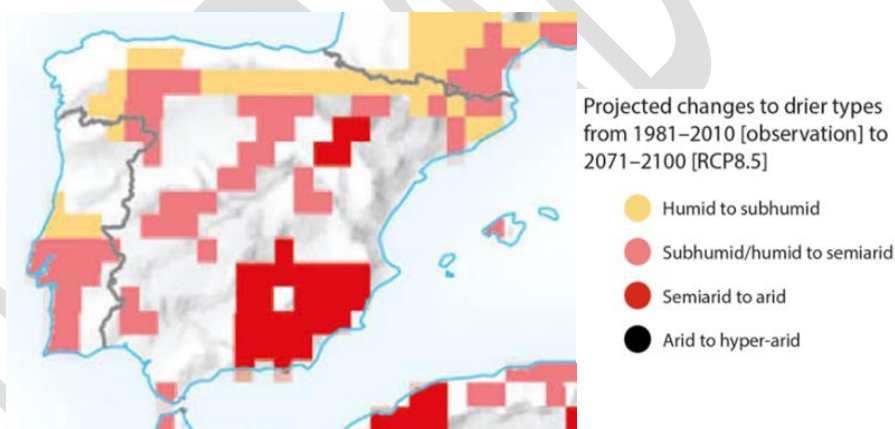 Projected changes to drier types
from 1981–2010 [observation] to
2071–2100 [RCP8.5]
Humid to subhumid
Subhumid/humid to semiarid
Semiarid to arid
Arid to hyper-arid